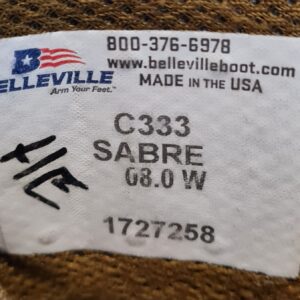 800-376-6978
BELLEVILLE
Arm Your Feet.™
www.bellevilleboot.com
MADE IN THE USA
C333
SABRE
08.0 W
1727258